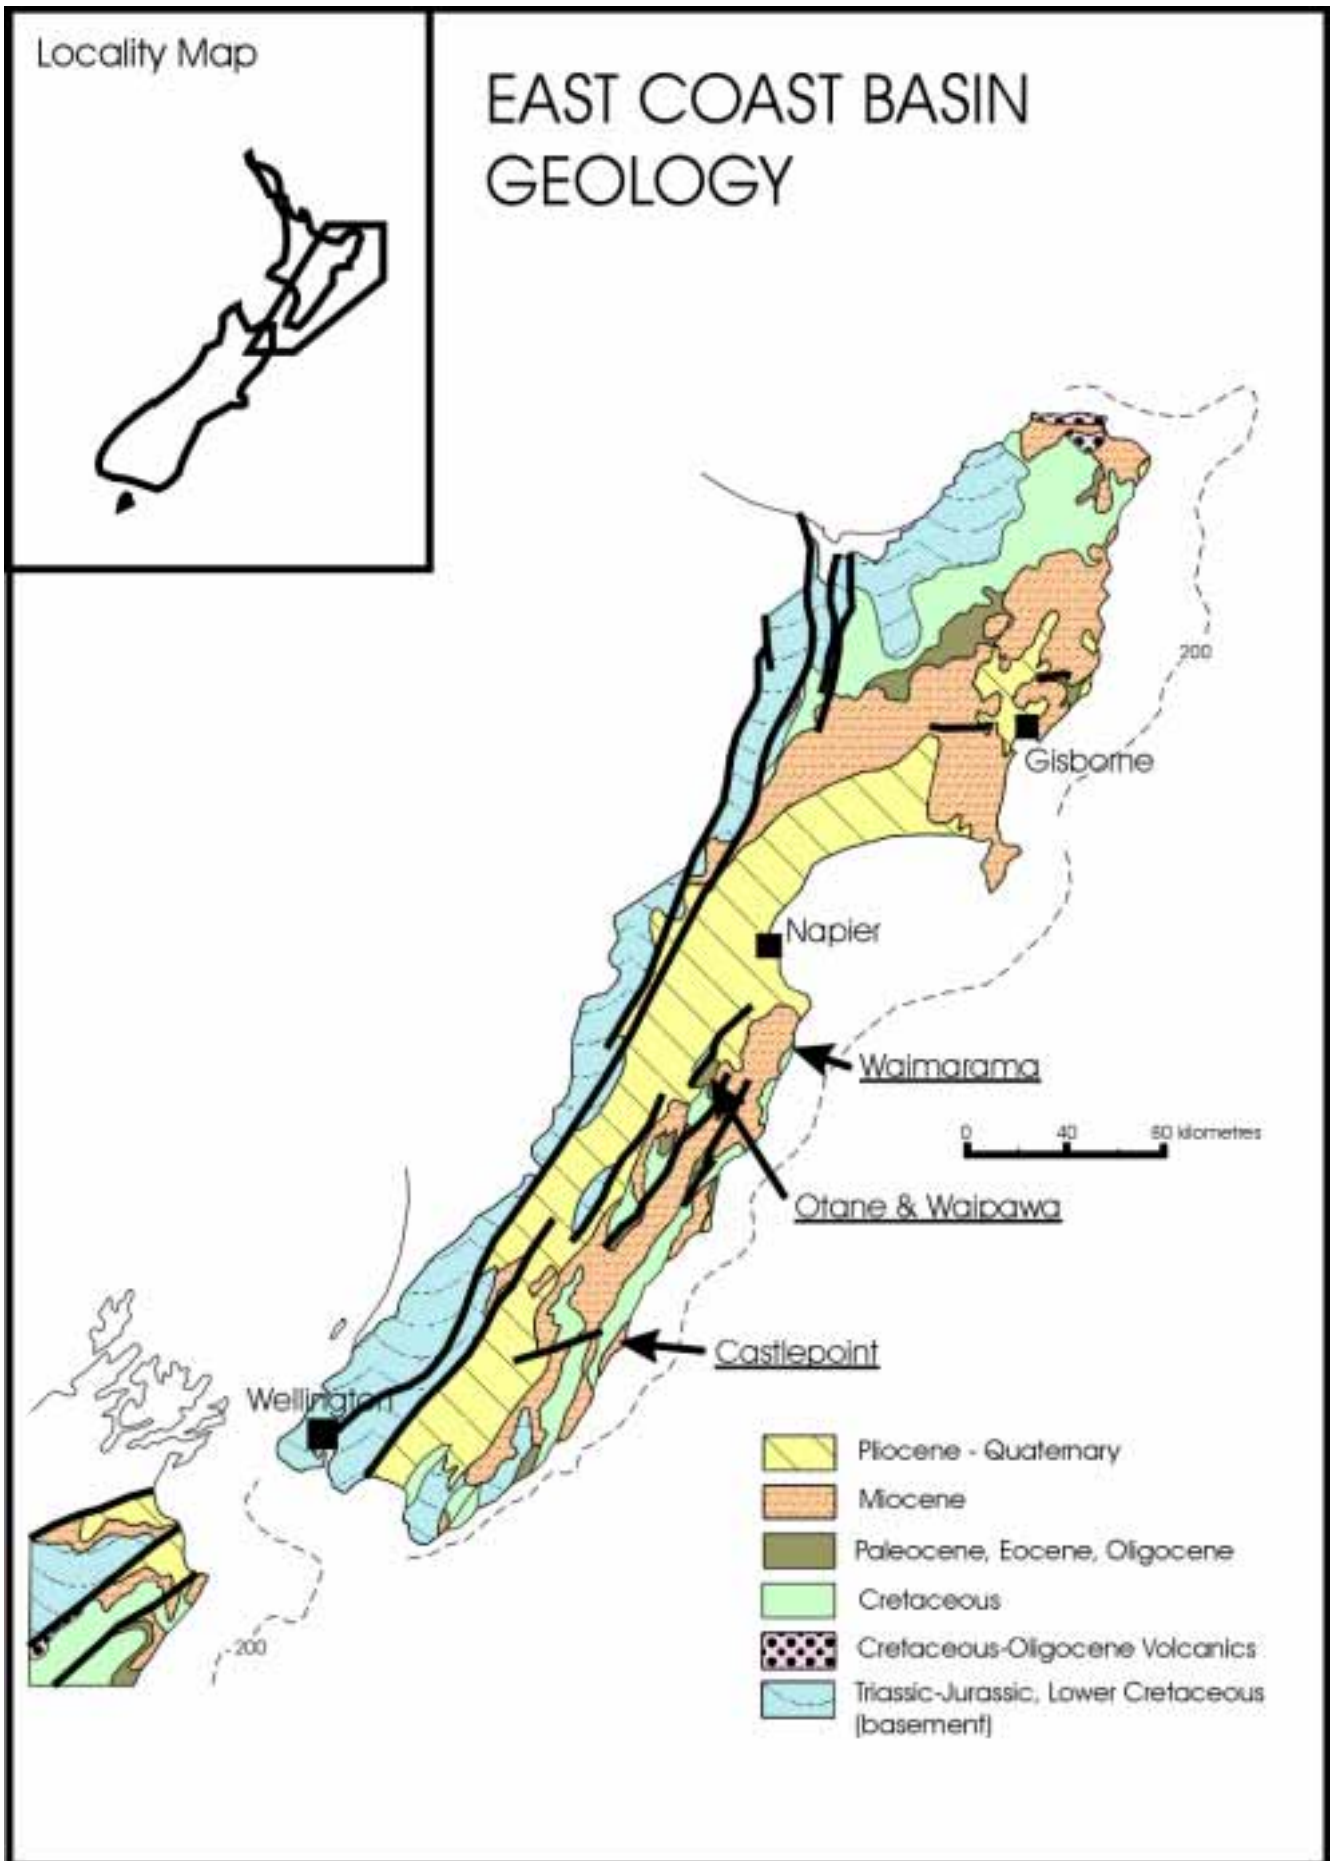 Locality Map
EAST COAST BASIN
GEOLOGY
200
Gisborne
Napier
Waimarama
0 40 80 kilometres
Otane & Waipawa
Castlepoint
Wellington
Pliocene - Quaternary
Miocene
Paleocene, Eocene, Oligocene
Cretaceous
200
Cretaceous-Oligocene Volcanics
Triassic-Jurassic, Lower Cretaceous
(basement)